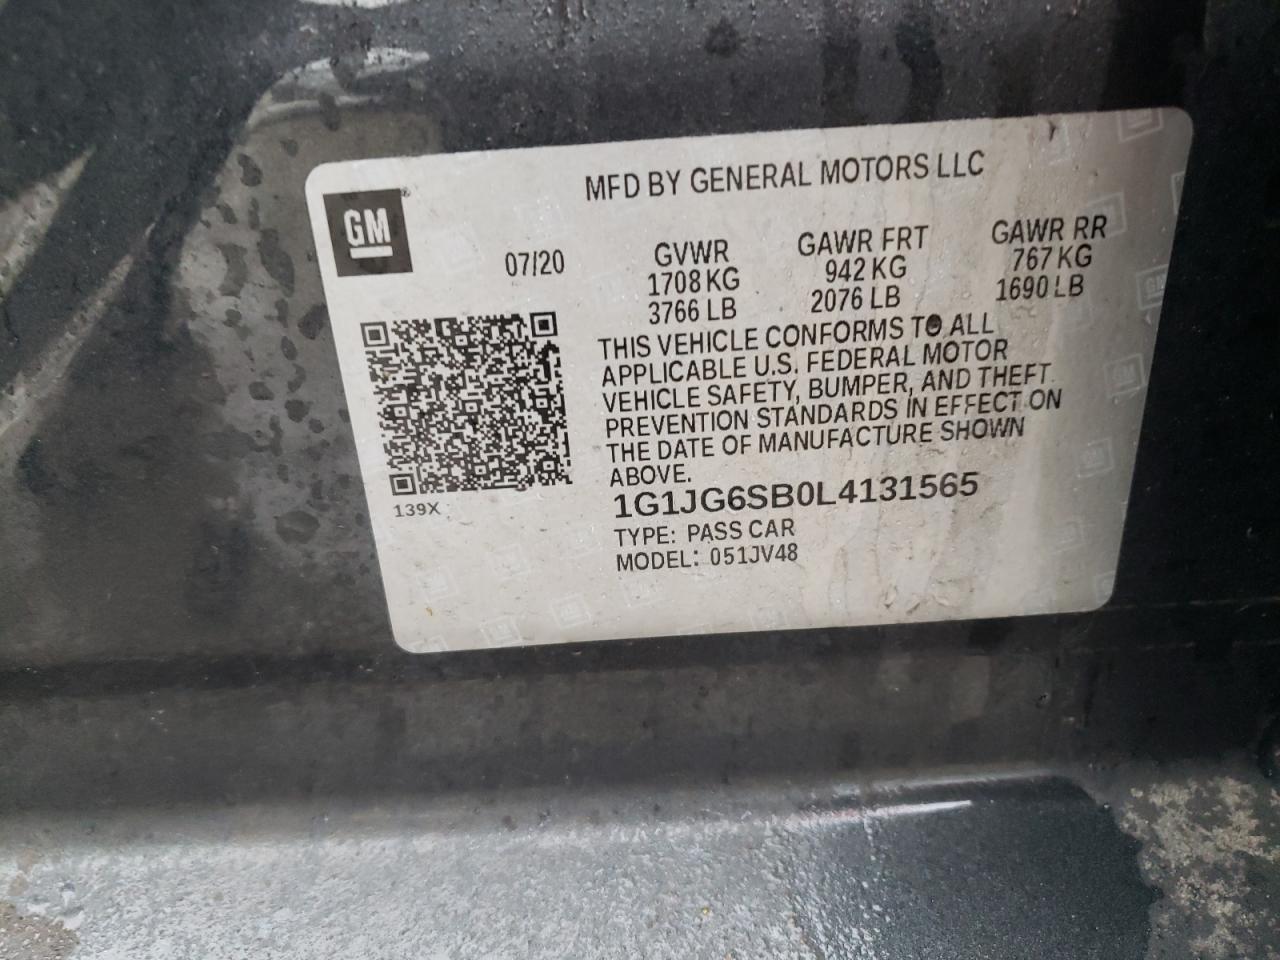 MFD BY GENERAL MOTORS LLC
GM®
07/20
GVWR
1708 KG
3766 LB
GAWR FRT
942 KG
2076 LB
GAWR RR
767 KG
1690 LB
THIS VEHICLE CONFORMS TO ALL
APPLICABLE U.S. FEDERAL MOTOR
VEHICLE SAFETY, BUMPER, AND THEFT
PREVENTION STANDARDS IN EFFECT ON
THE DATE OF MANUFACTURE SHOWN
ABOVE.
139X
1G1JG6SB0L4131565
TYPE: PASS CAR
MODEL: 051JV48